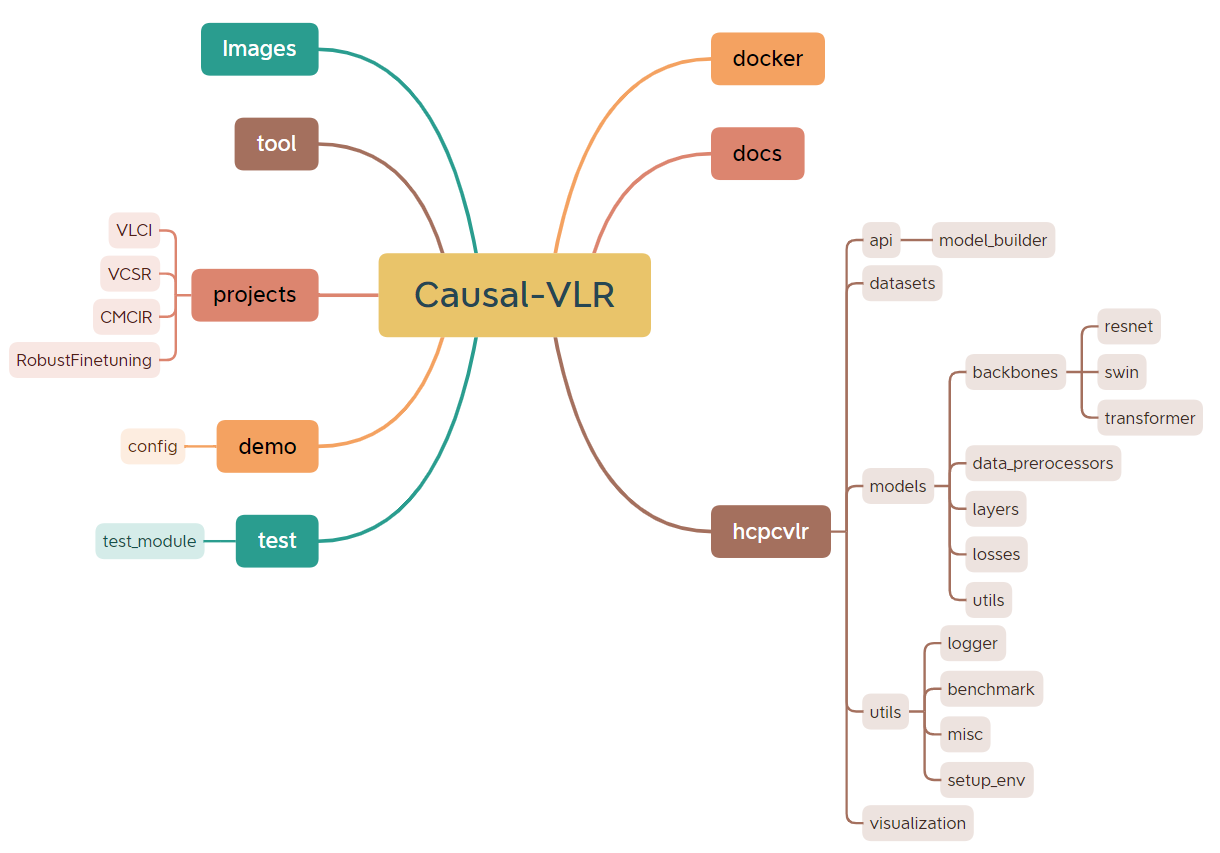 Images
tool
projects
VLCI
VCSR
CMCIR
RobustFinetuning
demo
config
test
test_module
Causal-VLR
docker
docs
hcpcvlr
api
model_builder
datasets
models
backbones
resnet
swin
transformer
data_prerocessors
layers
losses
utils
utils
logger
benchmark
misc
setup_env
visualization